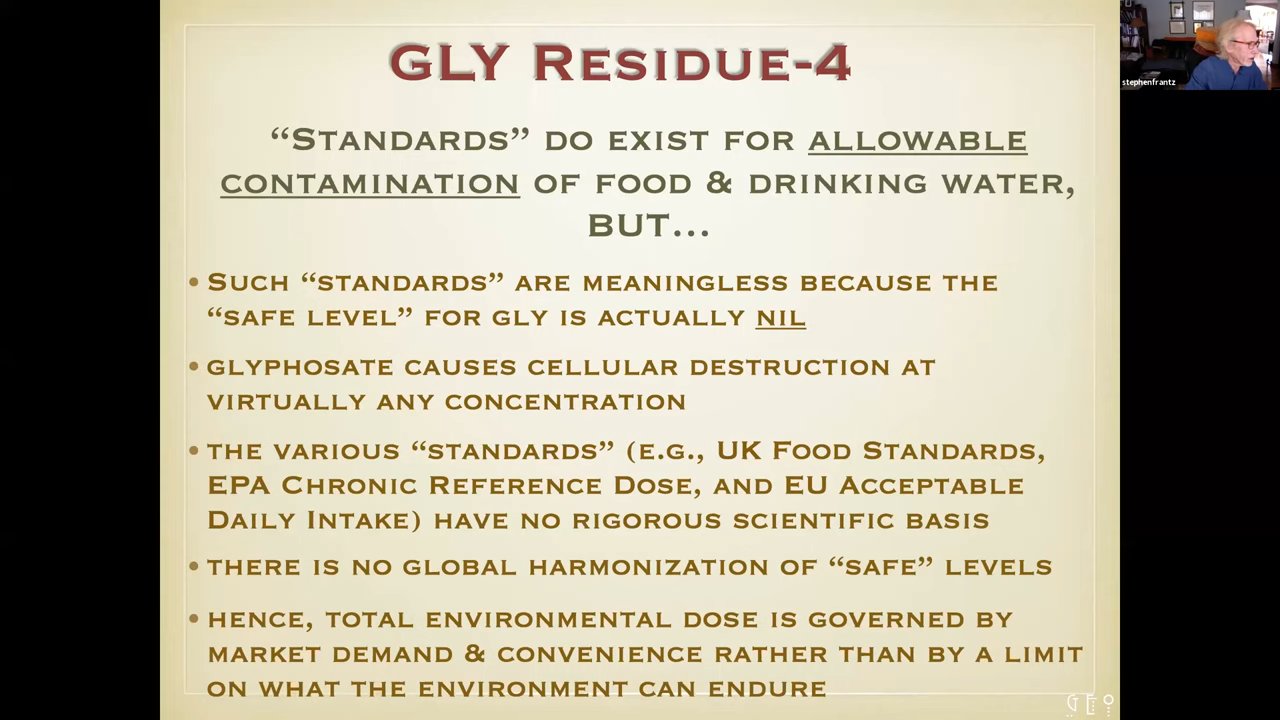 GLY Residue-4
“Standards” do exist for allowable
contamination of food & drinking water,
but...
• Such “standards” are meaningless because the
“safe level” for gly is actually nil
• glyphosate causes cellular destruction at
virtually any concentration
• the various “standards” (e.g., UK Food Standards,
EPA Chronic Reference Dose, and EU Acceptable
Daily Intake) have no rigorous scientific basis
• there is no global harmonization of “safe” levels
• hence, total environmental dose is governed by
market demand & convenience rather than by a limit
on what the environment can endure
GEO
stephenfrantz